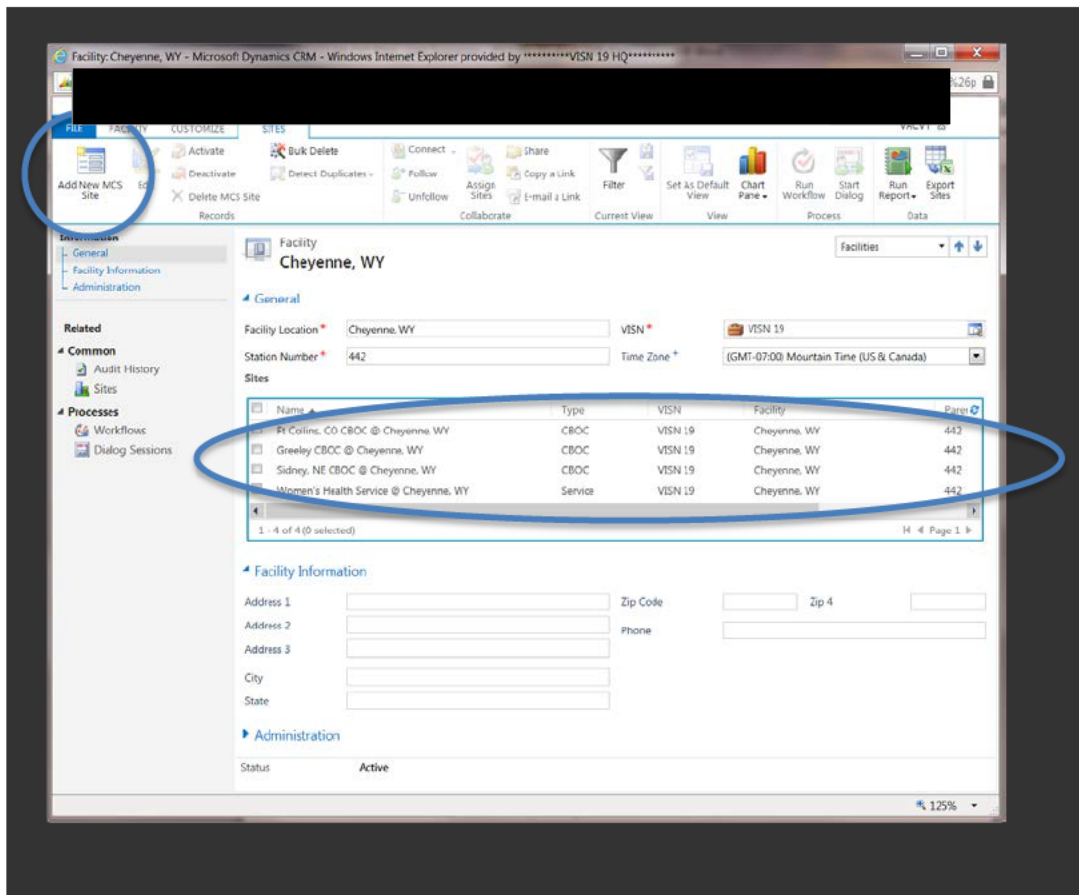 Facility: Cheyenne, WY - Microsoft Dynamics CRM - Windows Internet Explorer provided by **********VISN 19 HQ**********
%26p
FILE FACILITY CUSTOMIZE SITES
Add New MCS Site
Activate
Deactivate
Delete MCS Site
Bulk Delete
Detect Duplicates
Records
Connect
Follow
Unfollow
Assign Sites
Share
Copy a Link
E-mail a Link
Collaborate
Filter
Current View
Set As Default View
Chart Pane
View
Run Workflow
Start Dialog
Process
Run Report
Export Sites
Data
Information
General
Facility Information
Administration
Related
Common
Audit History
Sites
Processes
Workflows
Dialog Sessions
Facility
Cheyenne, WY
Facilities
General
Facility Location * Cheyenne, WY VISN * VISN 19
Station Number * 442 Time Zone + (GMT-07:00) Mountain Time (US & Canada)
Sites
Name Type VISN Facility
Ft Collins, CO CBOC @ Cheyenne, WY CBOC VISN 19 Cheyenne, WY 442
Greeley CBOC @ Cheyenne, WY CBOC VISN 19 Cheyenne, WY 442
Sidney, NE CBOC @ Cheyenne, WY CBOC VISN 19 Cheyenne, WY 442
Women's Health Service @ Cheyenne, WY Service VISN 19 Cheyenne, WY 442
1 - 4 of 4 (0 selected) Page 1
Facility Information
Address 1 Zip Code Zip 4
Address 2
Phone
Address 3
City
State
Administration
Status Active
125%